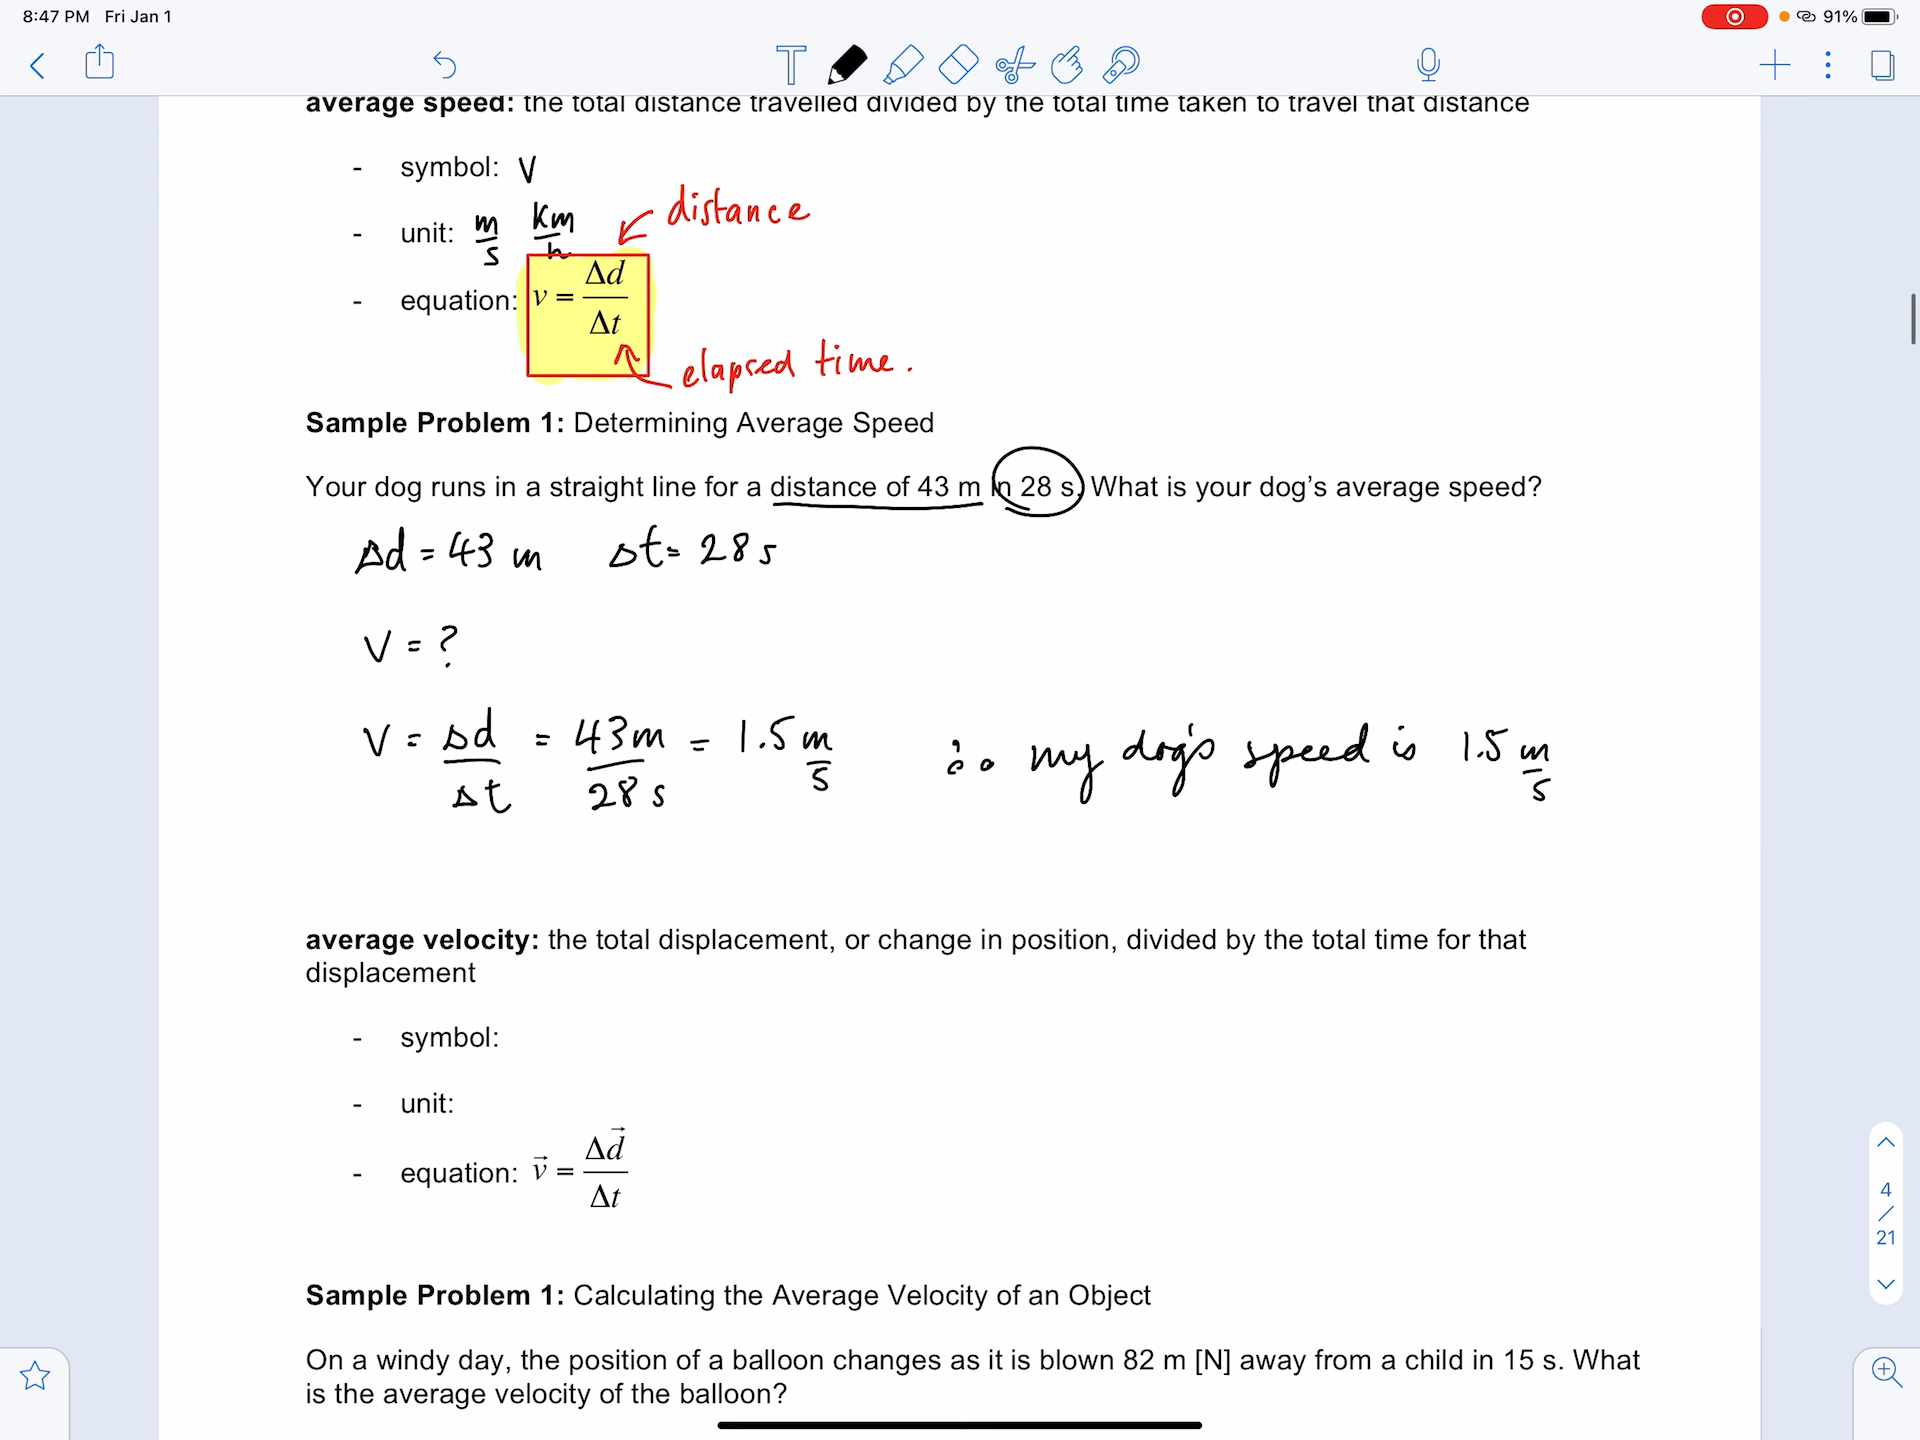 8:47 PM Fri Jan 1 91%
average speed: the total distance travelled divided by the total time taken to travel that distance
- symbol: V
- unit: m/s km/h
distance
- equation: v = Δd/Δt
elapsed time.
Sample Problem 1: Determining Average Speed
Your dog runs in a straight line for a distance of 43 m in 28 s. What is your dog's average speed?
Δd = 43 m Δt = 28 s
V = ?
V = Δd/Δt = 43m/28 s = 1.5 m/s ∴ my dog's speed is 1.5 m/s
average velocity: the total displacement, or change in position, divided by the total time for that
displacement
- symbol:
- unit:
- equation: v⃗ = Δd⃗/Δt
4
/
21
Sample Problem 1: Calculating the Average Velocity of an Object
On a windy day, the position of a balloon changes as it is blown 82 m [N] away from a child in 15 s. What
is the average velocity of the balloon?